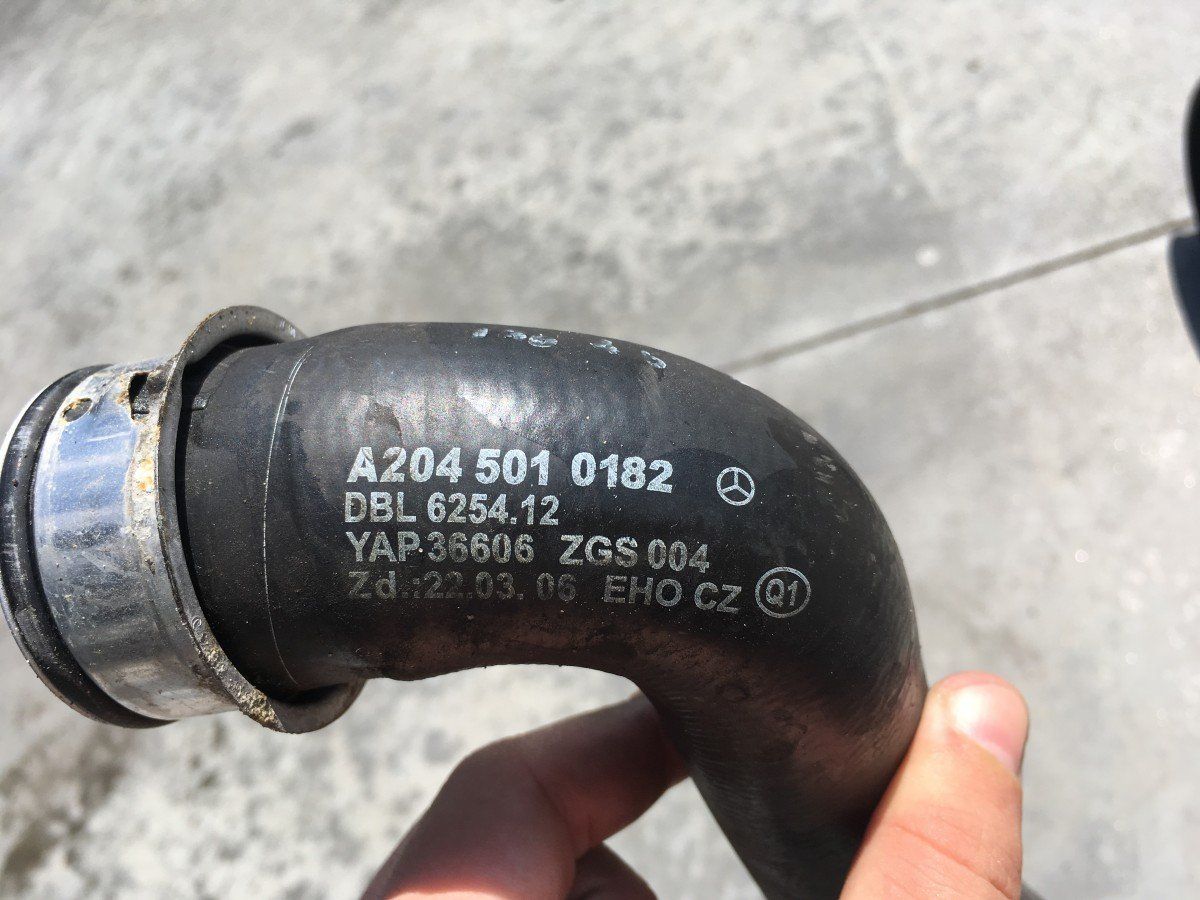 A204 501 0182
DBL 6254.12
YAP 36606 ZGS 004
Zd.:22.03. 06 EHO CZ Q1